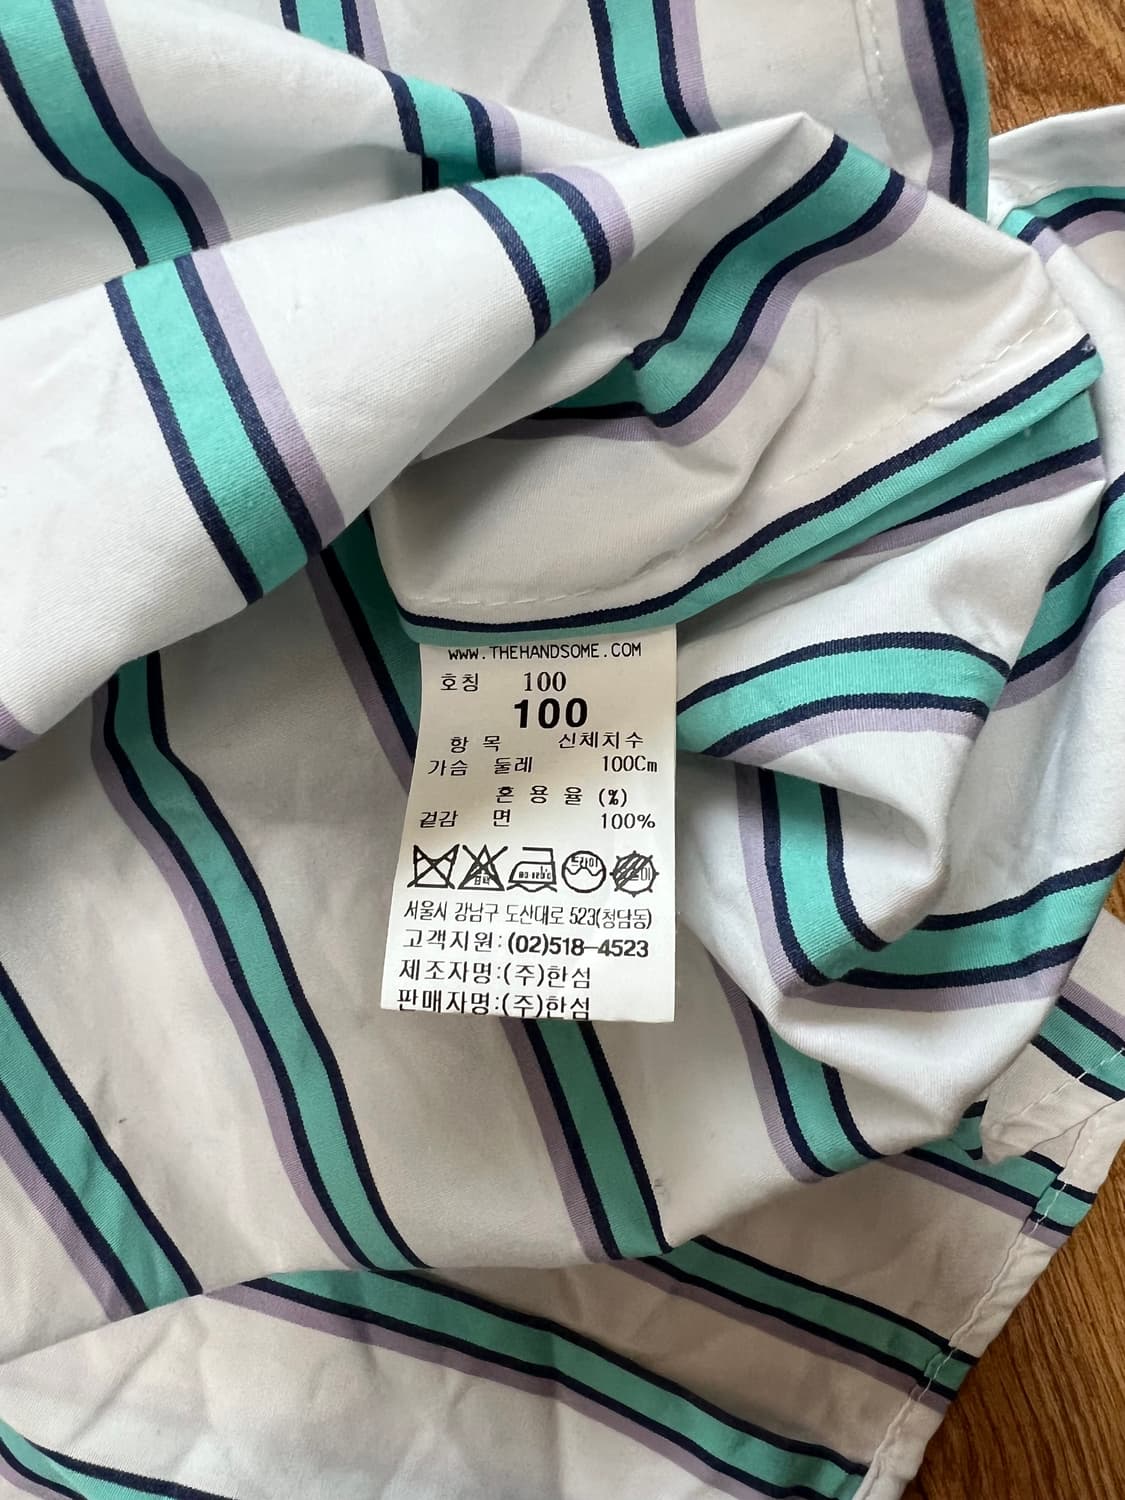 WWW.THEHANDSOME.COM
호칭 100
100
항 목 신체치수
가슴 둘레 100Cm
혼 용 율 (%)
겉감 면 100%
드라이
서울시 강남구 도산대로 523(청담동)
고객지원:(02)518-4523
제조자명:(주)한섬
판매자명:(주)한섬